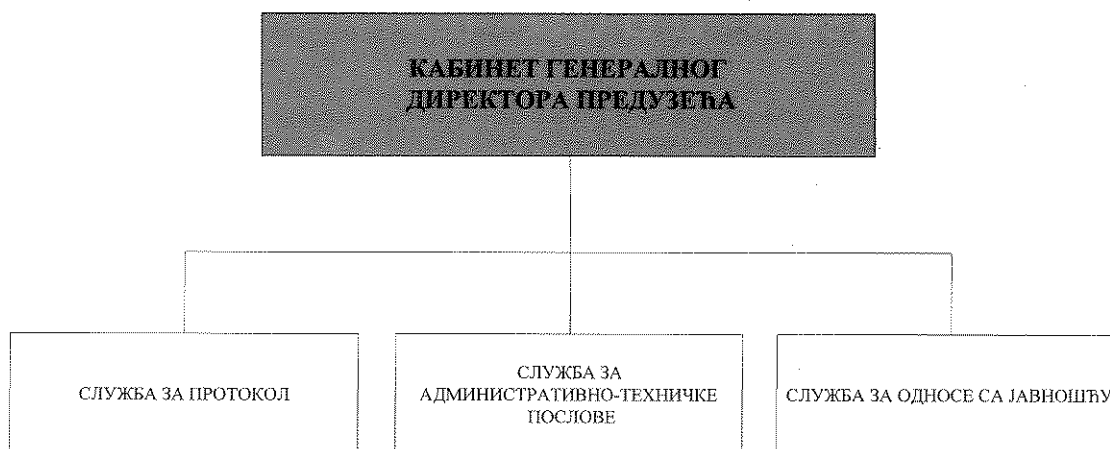 КАБИНЕТ ГЕНЕРАЛНОГ
ДИРЕКТОРА ПРЕДУЗЕЋА
СЛУЖБА ЗА ПРОТОКОЛ
СЛУЖБА ЗА
АДМИНИСТРАТИВНО-ТЕХНИЧКЕ
ПОСЛОВЕ
СЛУЖБА ЗА ОДНОСЕ СА ЈАВНОШЋУ